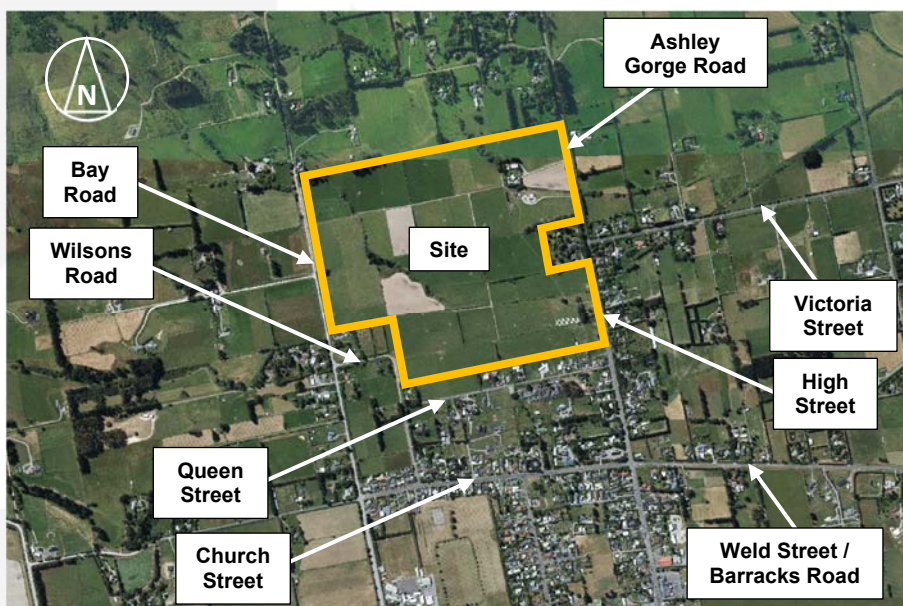 Ashley
Gorge Road
N
Bay
Road
Wilsons
Road
Site
Victoria
Street
High
Street
Queen
Street
Church
Street
Weld Street /
Barracks Road